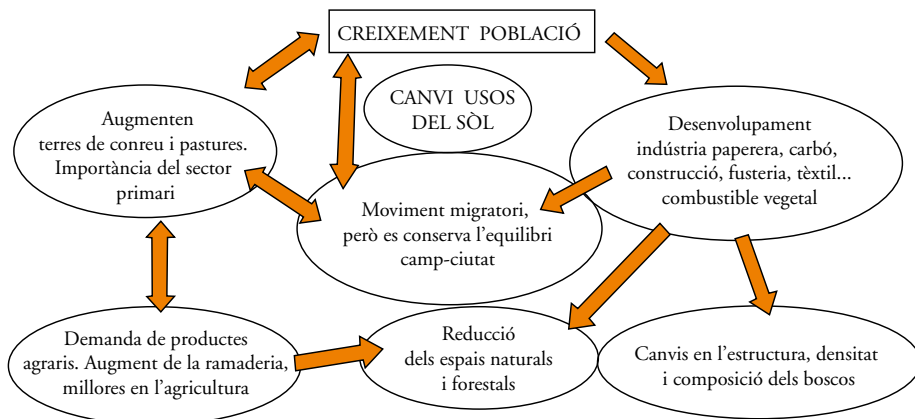 CREIXEMENT POBLACIÓ
CANVI USOS
DEL SÒL
Augmenten
terres de conreu i pastures.
Importància del sector
primari
Desenvolupament
indústria paperera, carbó,
construcció, fusteria, tèxtil...
combustible vegetal
Moviment migratori,
però es conserva l’equilibri
camp-ciutat
Demanda de productes
agraris. Augment de la ramaderia,
millores en l’agricultura
Reducció
dels espais naturals
i forestals
Canvis en l’estructura, densitat
i composició dels boscos